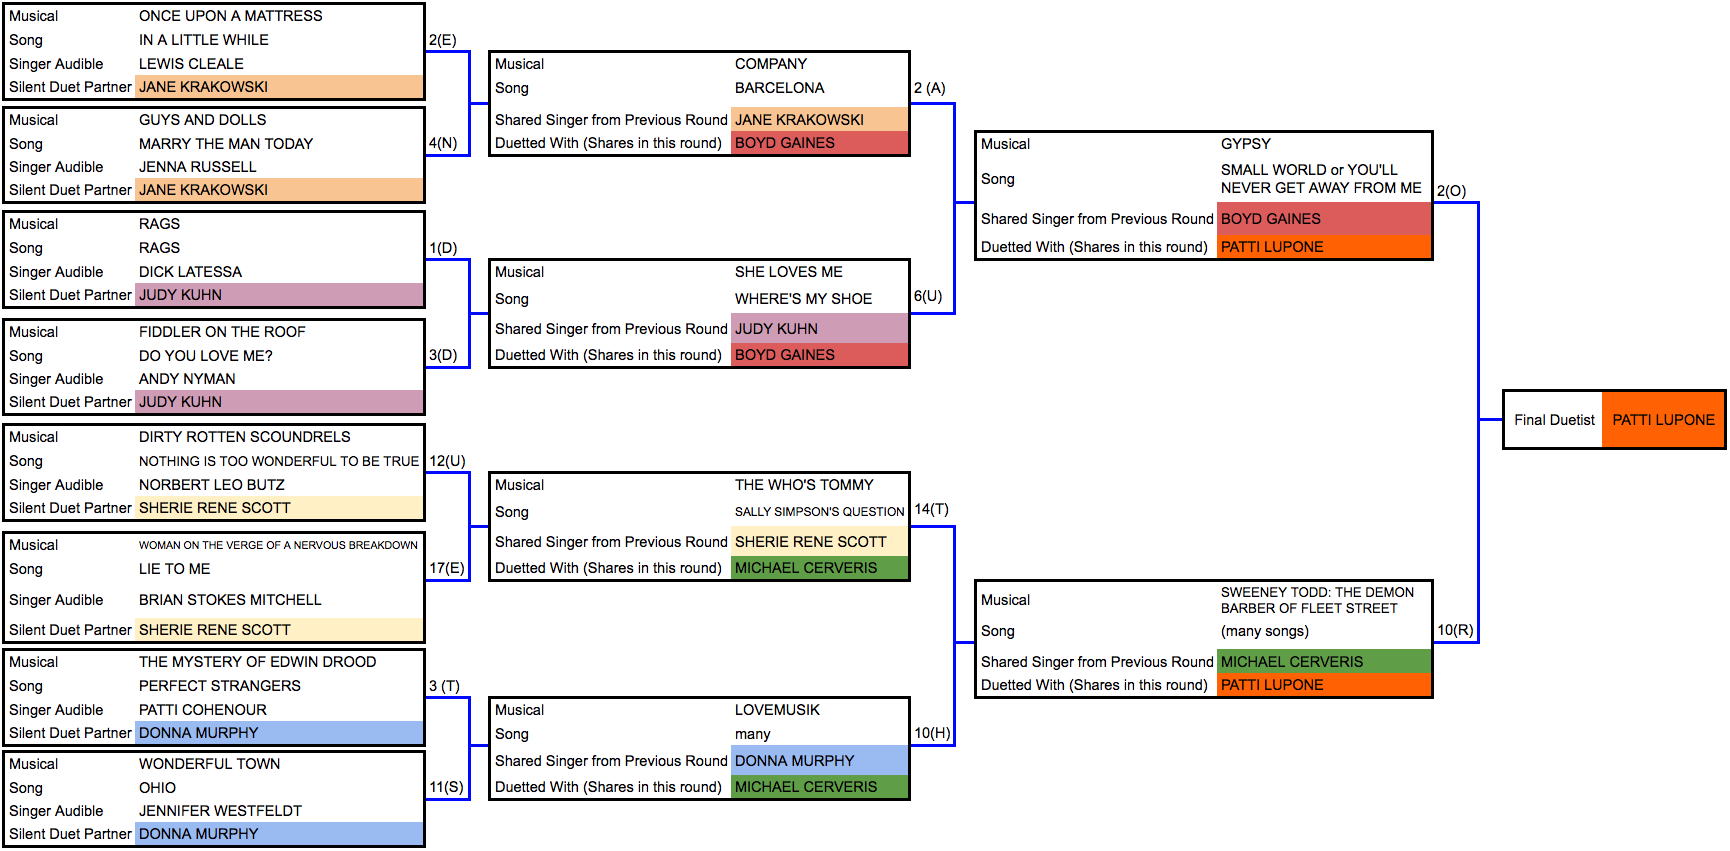 Musical ONCE UPON A MATTRESS
Song IN A LITTLE WHILE
Singer Audible LEWIS CLEALE
Silent Duet Partner JANE KRAKOWSKI
2(E)
Musical GUYS AND DOLLS
Song MARRY THE MAN TODAY
Singer Audible JENNA RUSSELL
Silent Duet Partner JANE KRAKOWSKI
4(N)
Musical RAGS
Song RAGS
Singer Audible DICK LATESSA
Silent Duet Partner JUDY KUHN
1(D)
Musical FIDDLER ON THE ROOF
Song DO YOU LOVE ME?
Singer Audible ANDY NYMAN
Silent Duet Partner JUDY KUHN
3(D)
Musical DIRTY ROTTEN SCOUNDRELS
Song NOTHING IS TOO WONDERFUL TO BE TRUE
Singer Audible NORBERT LEO BUTZ
Silent Duet Partner SHERIE RENE SCOTT
12(U)
Musical WOMAN ON THE VERGE OF A NERVOUS BREAKDOWN
Song LIE TO ME
Singer Audible BRIAN STOKES MITCHELL
Silent Duet Partner SHERIE RENE SCOTT
17(E)
Musical THE MYSTERY OF EDWIN DROOD
Song PERFECT STRANGERS
Singer Audible PATTI COHENOUR
Silent Duet Partner DONNA MURPHY
3 (T)
Musical WONDERFUL TOWN
Song OHIO
Singer Audible JENNIFER WESTFELDT
Silent Duet Partner DONNA MURPHY
11(S)
Musical COMPANY
Song BARCELONA
Shared Singer from Previous Round JANE KRAKOWSKI
Duetted With (Shares in this round) BOYD GAINES
2 (A)
Musical SHE LOVES ME
Song WHERE'S MY SHOE
Shared Singer from Previous Round JUDY KUHN
Duetted With (Shares in this round) BOYD GAINES
6(U)
Musical THE WHO'S TOMMY
Song SALLY SIMPSON'S QUESTION
Shared Singer from Previous Round SHERIE RENE SCOTT
Duetted With (Shares in this round) MICHAEL CERVERIS
14(T)
Musical LOVEMUSIK
Song many
Shared Singer from Previous Round DONNA MURPHY
Duetted With (Shares in this round) MICHAEL CERVERIS
10(H)
Musical GYPSY
Song SMALL WORLD or YOU'LL
NEVER GET AWAY FROM ME
Shared Singer from Previous Round BOYD GAINES
Duetted With (Shares in this round) PATTI LUPONE
2(O)
Musical SWEENEY TODD: THE DEMON
BARBER OF FLEET STREET
Song (many songs)
Shared Singer from Previous Round MICHAEL CERVERIS
Duetted With (Shares in this round) PATTI LUPONE
10(R)
Final Duetist PATTI LUPONE